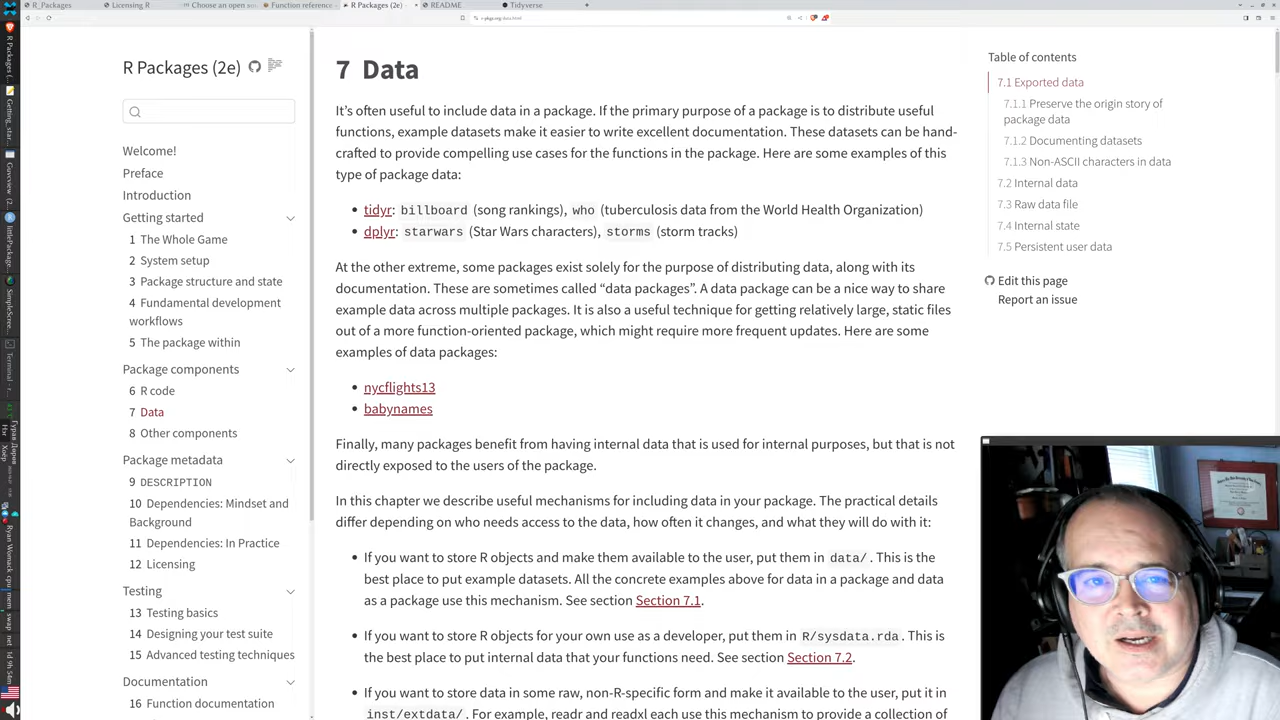 R_Packages
Licensing R
Choose an open so
Function reference
R Packages (2e)
README
Tidyverse
R Packages (2e)
Welcome!
Preface
Introduction
Getting started
1 The Whole Game
2 System setup
3 Package structure and state
4 Fundamental development
workflows
5 The package within
Package components
6 R code
7 Data
8 Other components
Package metadata
9 DESCRIPTION
10 Dependencies: Mindset and
Background
11 Dependencies: In Practice
12 Licensing
Testing
13 Testing basics
14 Designing your test suite
15 Advanced testing techniques
Documentation
16 Function documentation
7 Data
It’s often useful to include data in a package. If the primary purpose of a package is to distribute useful
functions, example datasets make it easier to write excellent documentation. These datasets can be hand-
crafted to provide compelling use cases for the functions in the package. Here are some examples of this
type of package data:
• tidyr: billboard (song rankings), who (tuberculosis data from the World Health Organization)
• dplyr: starwars (Star Wars characters), storms (storm tracks)
At the other extreme, some packages exist solely for the purpose of distributing data, along with its
documentation. These are sometimes called “data packages”. A data package can be a nice way to share
example data across multiple packages. It is also a useful technique for getting relatively large, static files
out of a more function-oriented package, which might require more frequent updates. Here are some
examples of data packages:
• nycflights13
• babynames
Finally, many packages benefit from having internal data that is used for internal purposes, but that is not
directly exposed to the users of the package.
In this chapter we describe useful mechanisms for including data in your package. The practical details
differ depending on who needs access to the data, how often it changes, and what they will do with it:
• If you want to store R objects and make them available to the user, put them in data/. This is the
best place to put example datasets. All the concrete examples above for data in a package and data
as a package use this mechanism. See section Section 7.1.
• If you want to store R objects for your own use as a developer, put them in R/sysdata.rda. This is
the best place to put internal data that your functions need. See section Section 7.2.
• If you want to store data in some raw, non-R-specific form and make it available to the user, put it in
inst/extdata/. For example, readr and readxl each use this mechanism to provide a collection of
Table of contents
7.1 Exported data
7.1.1 Preserve the origin story of
package data
7.1.2 Documenting datasets
7.1.3 Non-ASCII characters in data
7.2 Internal data
7.3 Raw data file
7.4 Internal state
7.5 Persistent user data
Edit this page
Report an issue